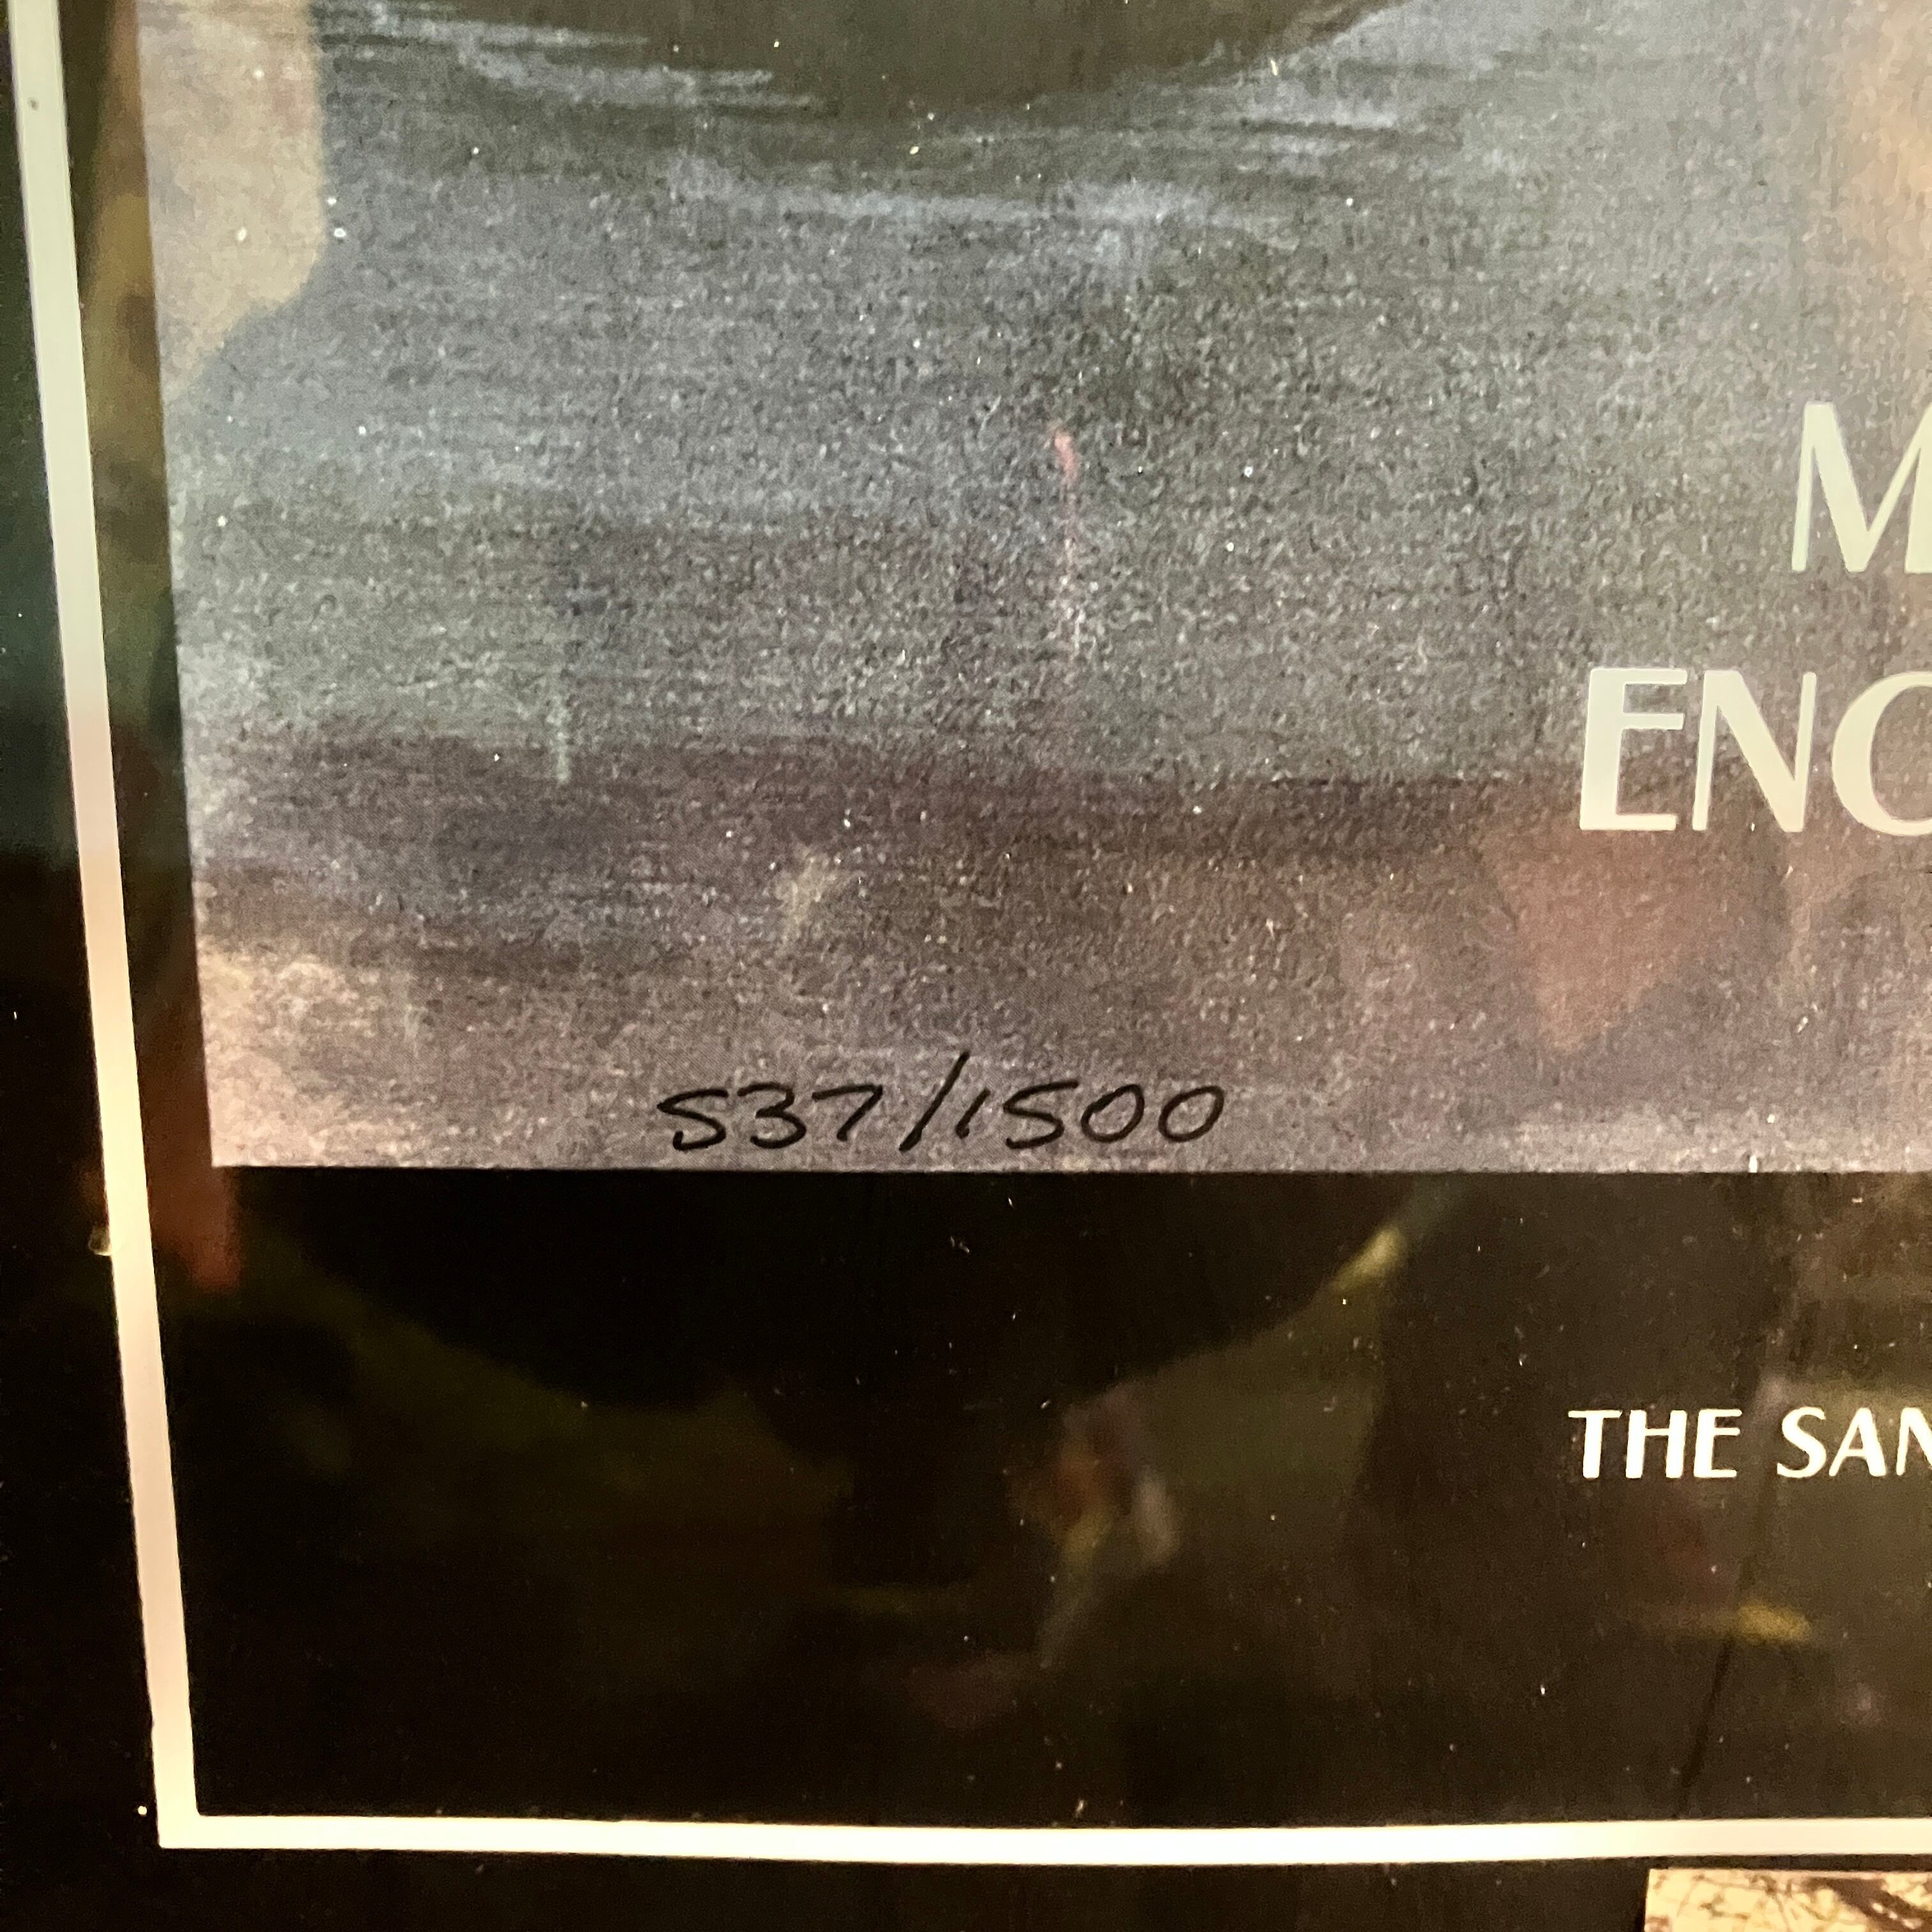 M
ENC
537/1500
THE SAN